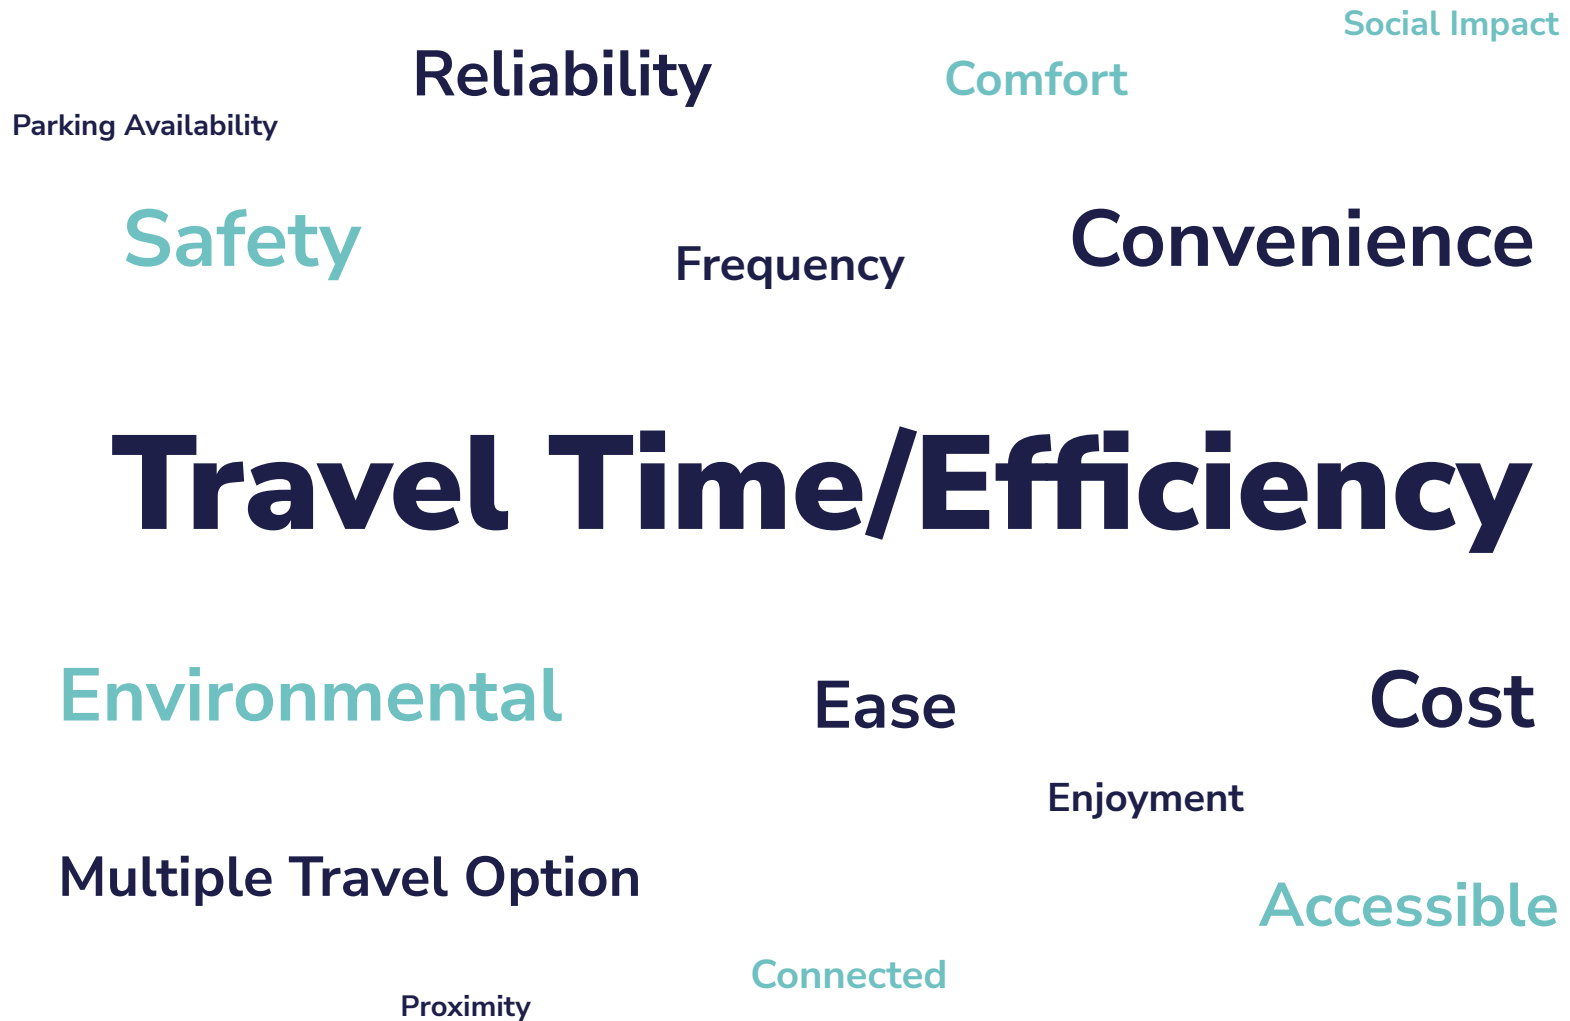 Social Impact
Reliability
Comfort
Parking Availability
Safety
Frequency
Convenience
Travel Time/Efficiency
Environmental
Ease
Cost
Enjoyment
Multiple Travel Option
Accessible
Connected
Proximity